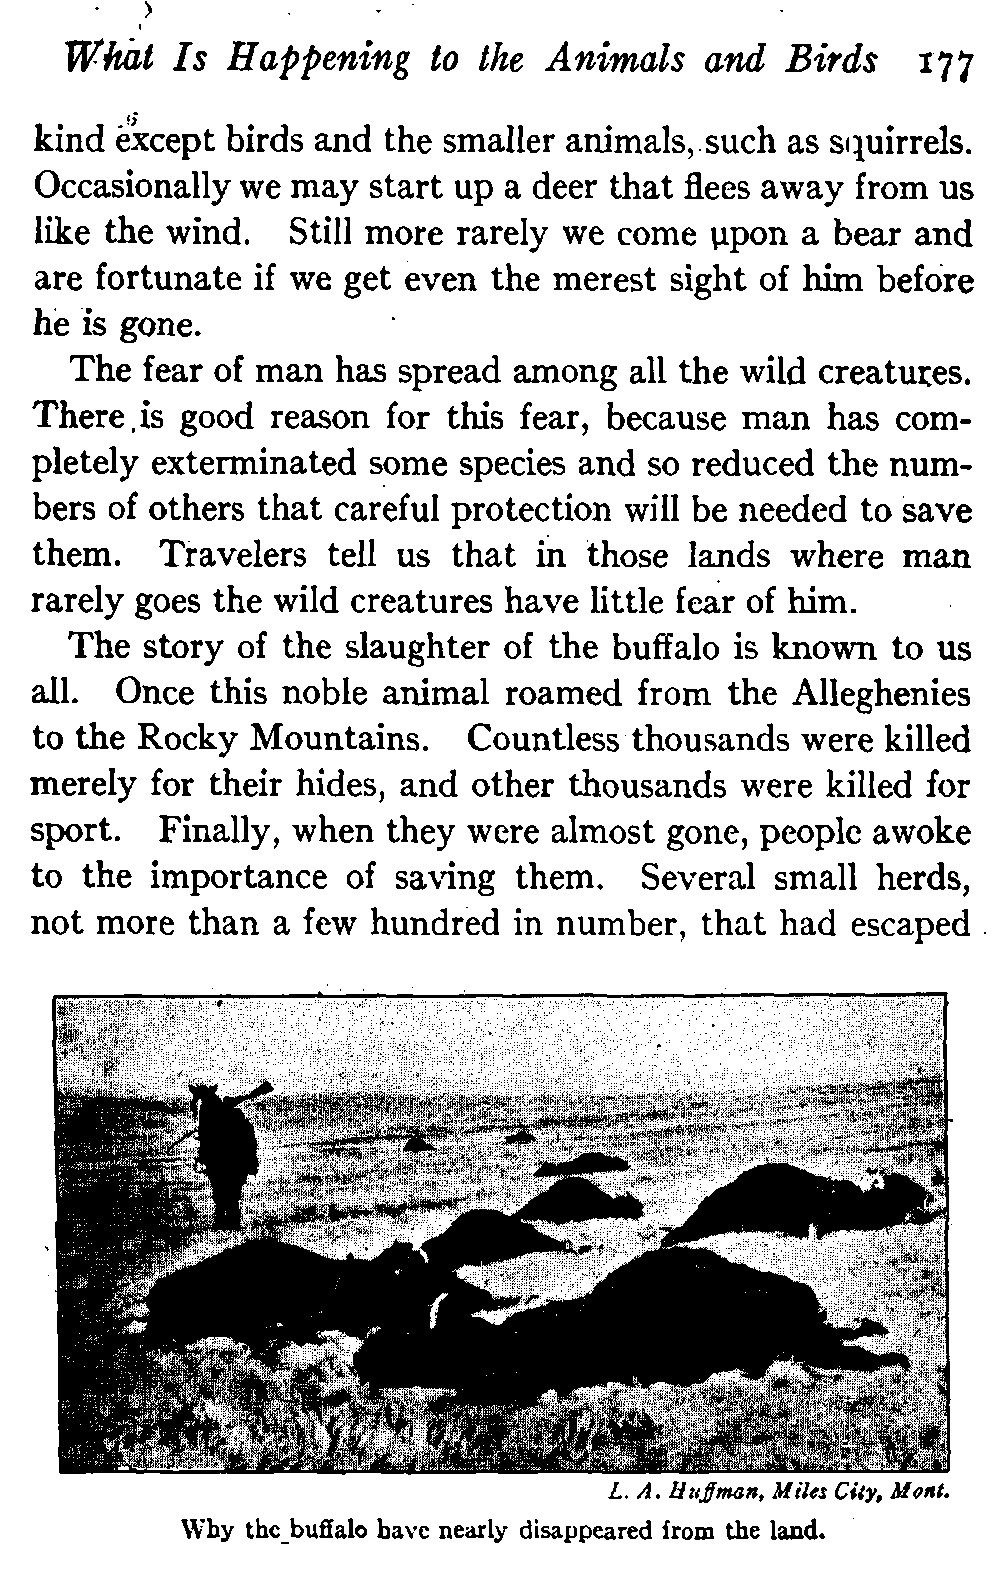 What Is Happening to the Animals and Birds 177
kind except birds and the smaller animals, such as squirrels.
Occasionally we may start up a deer that flees away from us
like the wind. Still more rarely we come upon a bear and
are fortunate if we get even the merest sight of him before
he is gone.
The fear of man has spread among all the wild creatures.
There is good reason for this fear, because man has com-
pletely exterminated some species and so reduced the num-
bers of others that careful protection will be needed to save
them. Travelers tell us that in those lands where man
rarely goes the wild creatures have little fear of him.
The story of the slaughter of the buffalo is known to us
all. Once this noble animal roamed from the Alleghenies
to the Rocky Mountains. Countless thousands were killed
merely for their hides, and other thousands were killed for
sport. Finally, when they were almost gone, people awoke
to the importance of saving them. Several small herds,
not more than a few hundred in number, that had escaped
L. A. Huffman, Miles City, Mont.
Why the buffalo have nearly disappeared from the land.